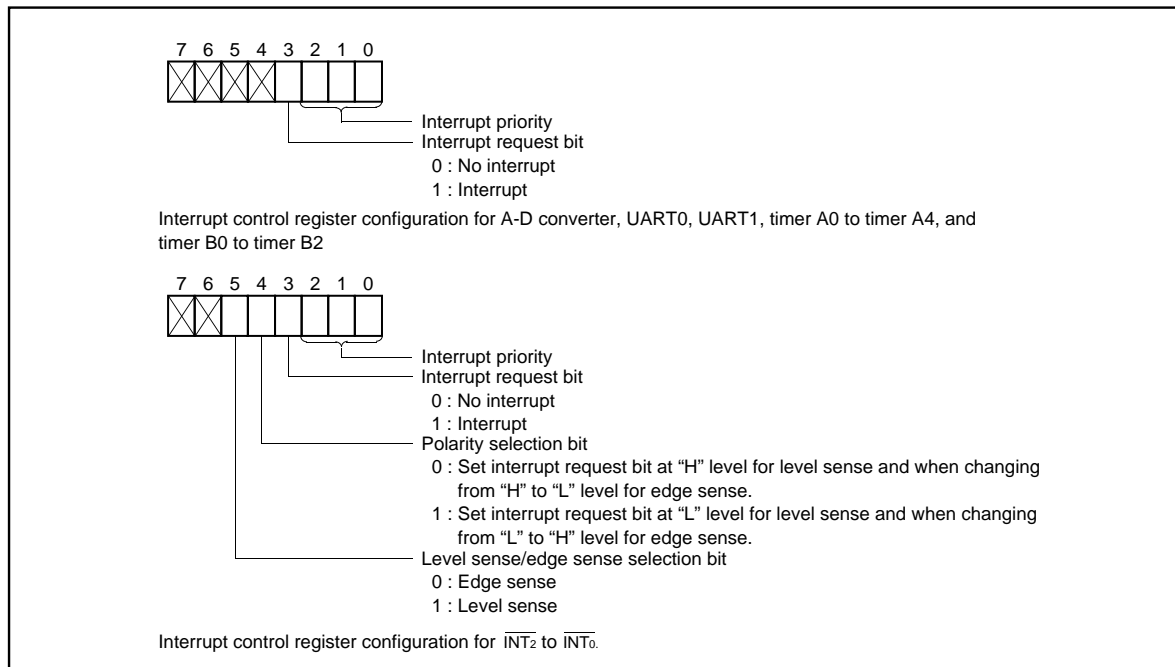 7 6 5 4 3 2 1 0
Interrupt priority
Interrupt request bit
0 : No interrupt
1 : Interrupt
Interrupt control register configuration for A-D converter, UART0, UART1, timer A0 to timer A4, and
timer B0 to timer B2
7 6 5 4 3 2 1 0
Interrupt priority
Interrupt request bit
0 : No interrupt
1 : Interrupt
Polarity selection bit
0 : Set interrupt request bit at “H” level for level sense and when changing
from “H” to “L” level for edge sense.
1 : Set interrupt request bit at “L” level for level sense and when changing
from “L” to “H” level for edge sense.
Level sense/edge sense selection bit
0 : Edge sense
1 : Level sense
Interrupt control register configuration for INT2 to INT0.